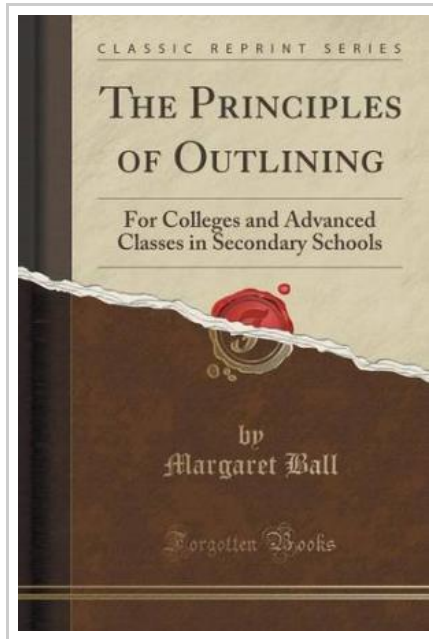 CLASSIC REPRINT SERIES
THE PRINCIPLES
OF OUTLINING
For Colleges and Advanced
Classes in Secondary Schools
by
Margaret Ball
Forgotten Books